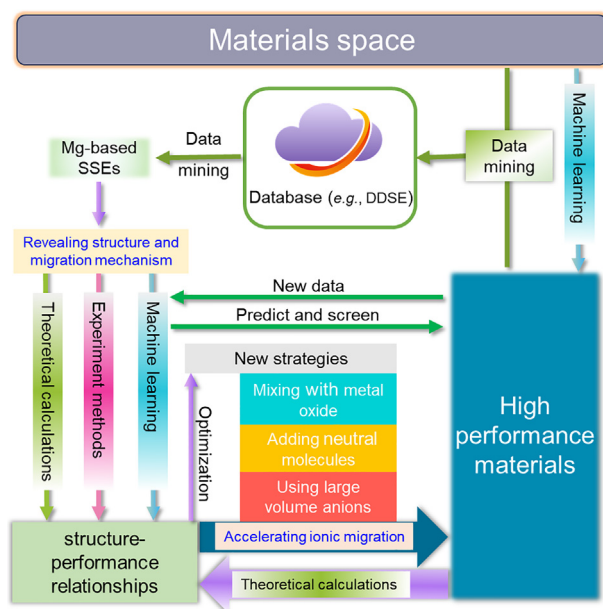 Materials space
Machine learning
Data
mining
Database (e.g., DDSE)
Data
mining
Mg-based
SSEs
Revealing structure and
migration mechanism
Theoretical calculations
Experiment methods
Machine learning
New data
Predict and screen
New strategies
Mixing with metal
oxide
Adding neutral
molecules
Using large
volume anions
Optimization
High
performance
materials
structure-
performance
relationships
Accelerating ionic migration
Theoretical calculations